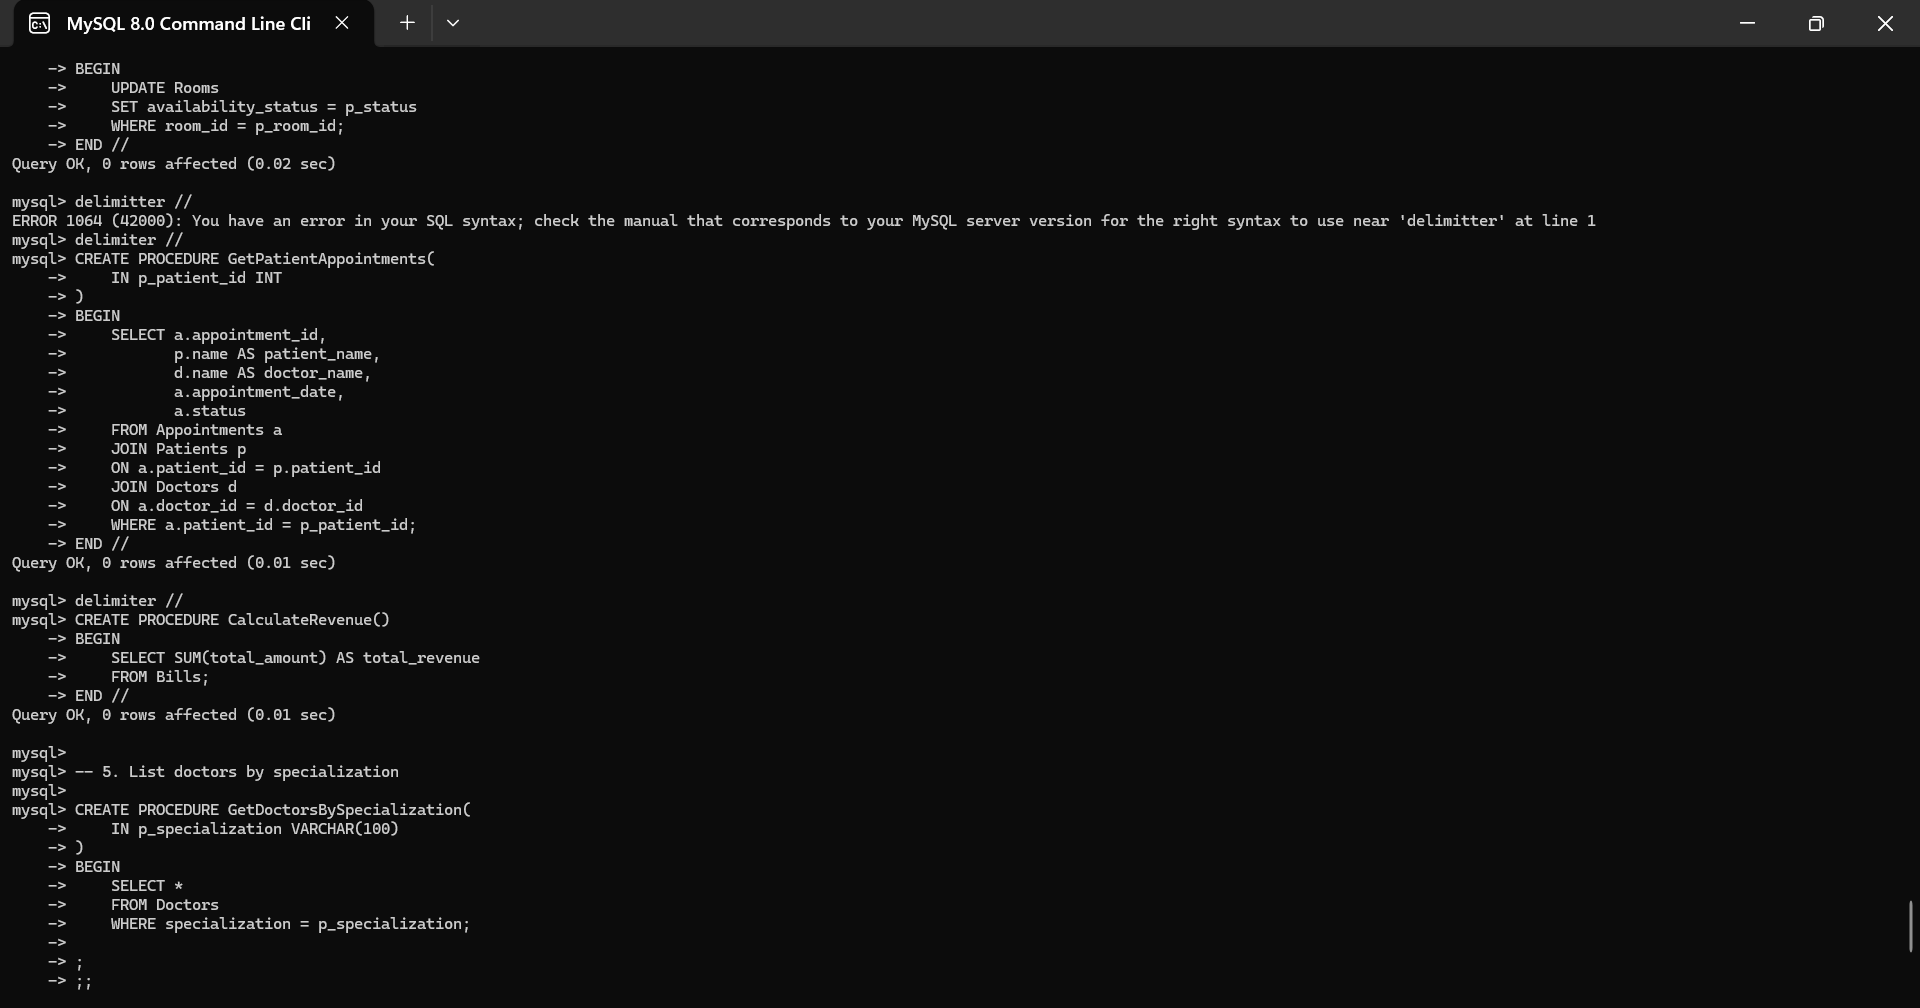 MySQL 8.0 Command Line Cli
    -> BEGIN
    ->     UPDATE Rooms
    ->     SET availability_status = p_status
    ->     WHERE room_id = p_room_id;
    -> END //
Query OK, 0 rows affected (0.02 sec)

mysql> delimitter //
ERROR 1064 (42000): You have an error in your SQL syntax; check the manual that corresponds to your MySQL server version for the right syntax to use near 'delimitter' at line 1
mysql> delimiter //
mysql> CREATE PROCEDURE GetPatientAppointments(
    ->     IN p_patient_id INT
    -> )
    -> BEGIN
    ->     SELECT a.appointment_id,
    ->            p.name AS patient_name,
    ->            d.name AS doctor_name,
    ->            a.appointment_date,
    ->            a.status
    ->     FROM Appointments a
    ->     JOIN Patients p
    ->     ON a.patient_id = p.patient_id
    ->     JOIN Doctors d
    ->     ON a.doctor_id = d.doctor_id
    ->     WHERE a.patient_id = p_patient_id;
    -> END //
Query OK, 0 rows affected (0.01 sec)

mysql> delimiter //
mysql> CREATE PROCEDURE CalculateRevenue()
    -> BEGIN
    ->     SELECT SUM(total_amount) AS total_revenue
    ->     FROM Bills;
    -> END //
Query OK, 0 rows affected (0.01 sec)

mysql>
mysql> -- 5. List doctors by specialization
mysql>
mysql> CREATE PROCEDURE GetDoctorsBySpecialization(
    ->     IN p_specialization VARCHAR(100)
    -> )
    -> BEGIN
    ->     SELECT *
    ->     FROM Doctors
    ->     WHERE specialization = p_specialization;
    ->
    -> ;
    -> ;;